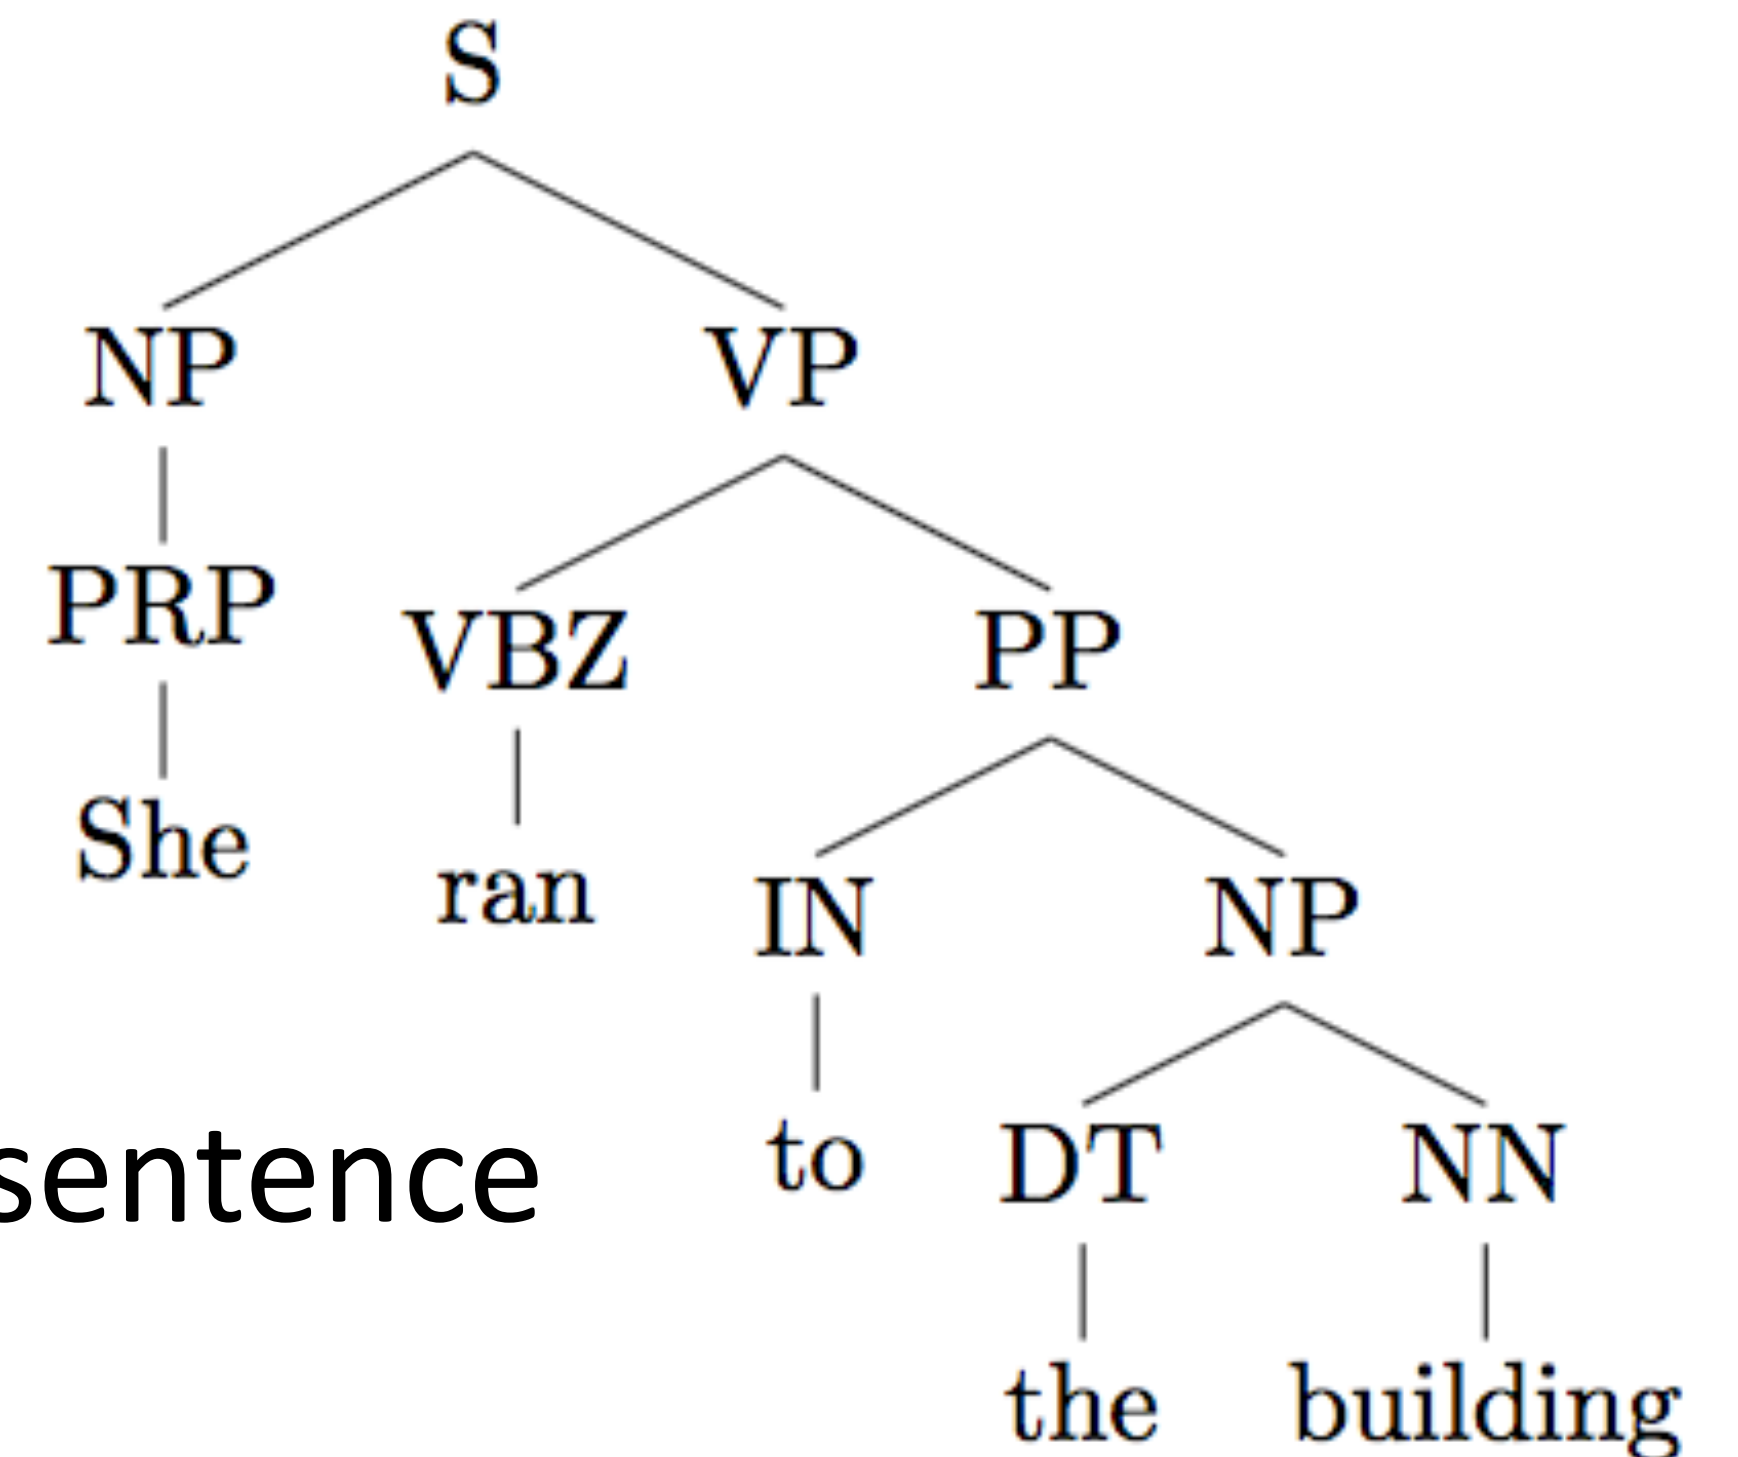 S
NP VP
PRP VBZ PP
She ran IN NP
to DT NN
sentence
the building